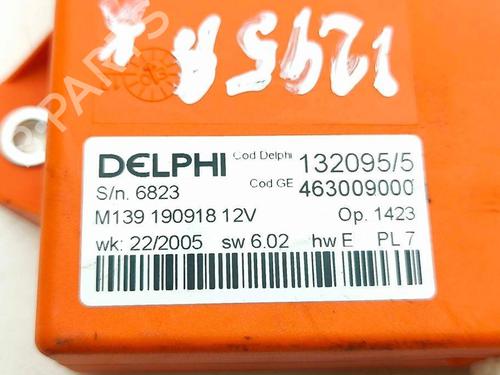 1295A
DELPHI Cod Delphi 132095/5
S/n. 6823 Cod GE 463009000
M139 190918 12V Op. 1423
wk: 22/2005 sw 6.02 hw E PL 7